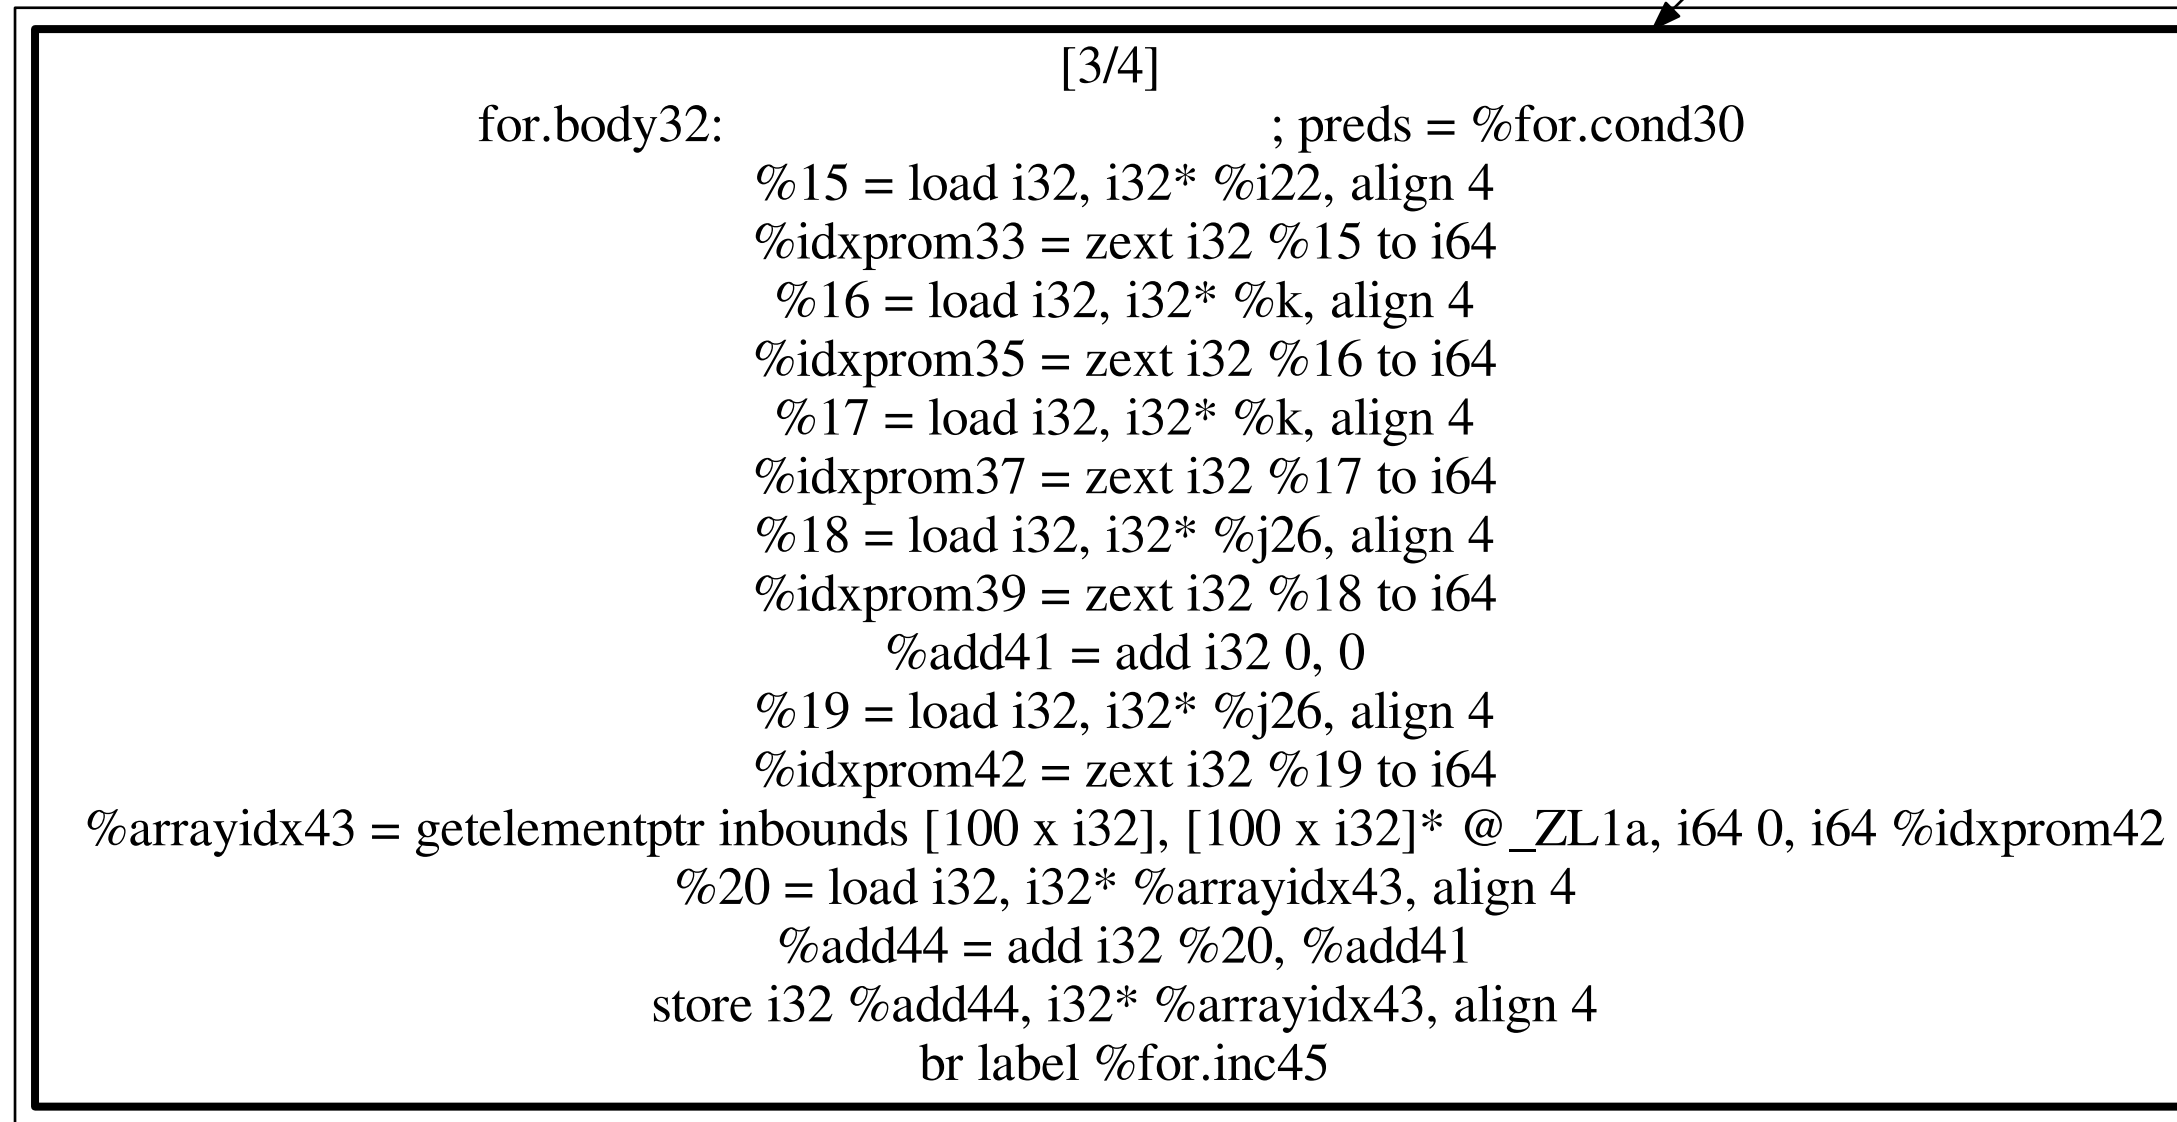 [3/4]
for.body32: ; preds = %for.cond30
%15 = load i32, i32* %i22, align 4
%idxprom33 = zext i32 %15 to i64
%16 = load i32, i32* %k, align 4
%idxprom35 = zext i32 %16 to i64
%17 = load i32, i32* %k, align 4
%idxprom37 = zext i32 %17 to i64
%18 = load i32, i32* %j26, align 4
%idxprom39 = zext i32 %18 to i64
%add41 = add i32 0, 0
%19 = load i32, i32* %j26, align 4
%idxprom42 = zext i32 %19 to i64
%arrayidx43 = getelementptr inbounds [100 x i32], [100 x i32]* @_ZL1a, i64 0, i64 %idxprom42
%20 = load i32, i32* %arrayidx43, align 4
%add44 = add i32 %20, %add41
store i32 %add44, i32* %arrayidx43, align 4
br label %for.inc45